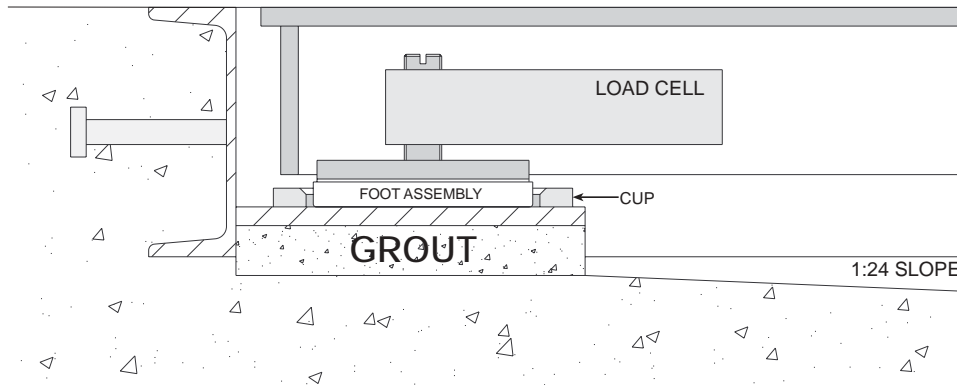 LOAD CELL
FOOT ASSEMBLY
CUP
GROUT
1:24 SLOPE